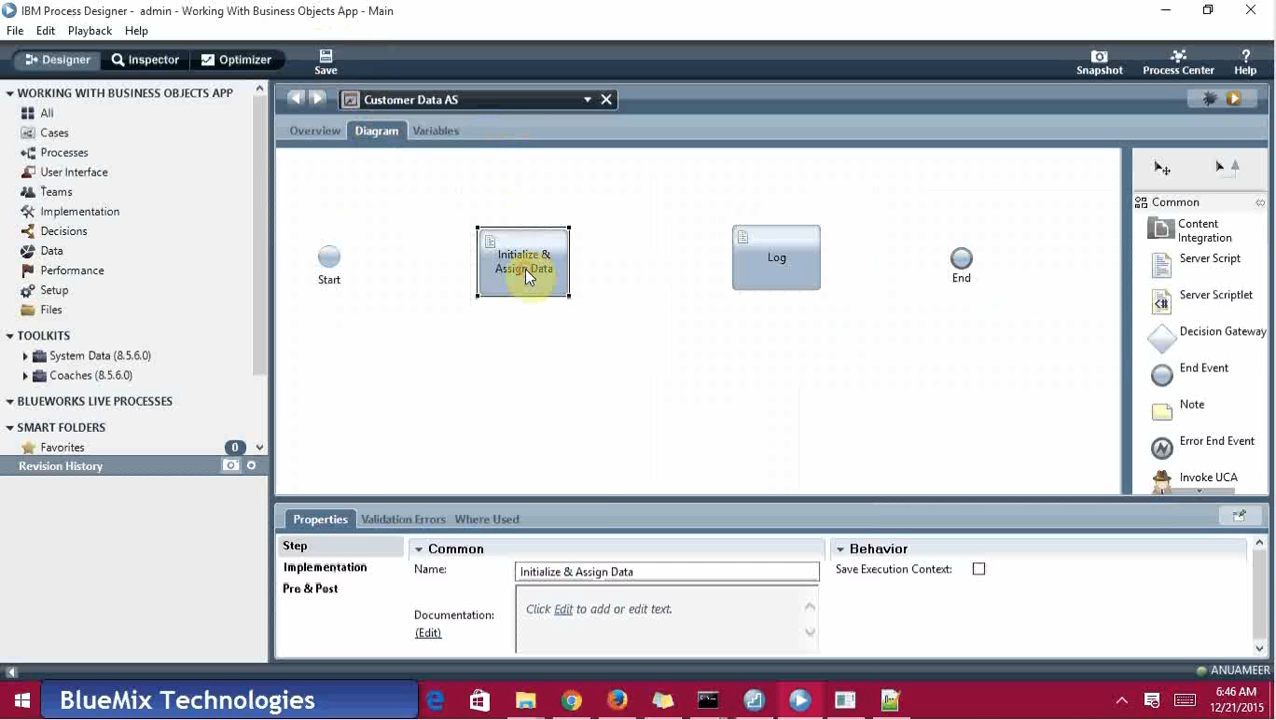 IBM Process Designer - admin - Working With Business Objects App - Main
File Edit Playback Help
Designer Inspector Optimizer Save Snapshot Process Center Help
WORKING WITH BUSINESS OBJECTS APP
All
Cases
Processes
User Interface
Teams
Implementation
Decisions
Data
Performance
Setup
Files
TOOLKITS
System Data (8.5.6.0)
Coaches (8.5.6.0)
BLUEWORKS LIVE PROCESSES
SMART FOLDERS
Favorites 0
Revision History
Customer Data AS
Overview Diagram Variables
Start
Initialize &
Assign Data
Log
End
Common
Content
Integration
Server Script
Server Scriptlet
Decision Gateway
End Event
Note
Error End Event
Invoke UCA
Properties Validation Errors Where Used
Step
Implementation
Pre & Post
Common
Name: Initialize & Assign Data
Documentation:
(Edit)
Click Edit to add or edit text.
Behavior
Save Execution Context:
ANUAMEER
BlueMix Technologies
6:46 AM
12/21/2015